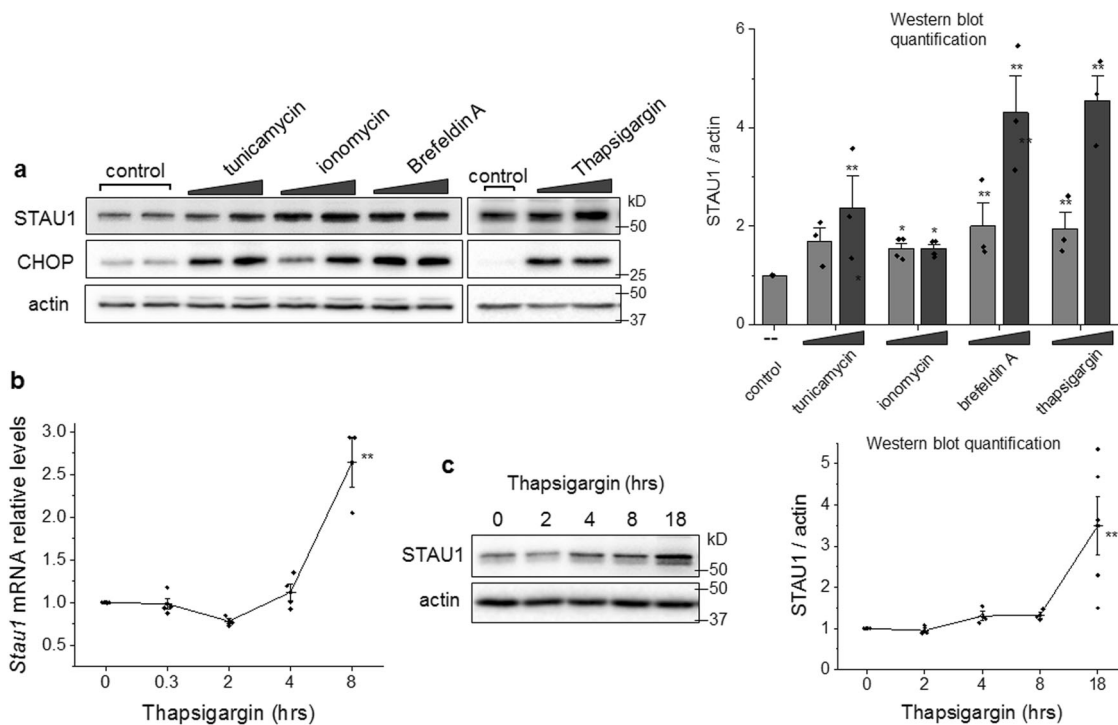 a
control
tunicamycin
ionomycin
Brefeldin A
control
Thapsigargin
kD
STAU1
50
CHOP
25
actin
50
37
Western blot
quantification
STAU1 / actin
6
4
2
0
** ** ** ** ** ** * * *
--
control
tunicamycin
ionomycin
brefeldin A
thapsigargin
b
Stau1 mRNA relative levels
3.0
2.5
2.0
1.5
1.0
0.5
**
0 0.3 2 4 8
Thapsigargin (hrs)
c
Thapsigargin (hrs)
0 2 4 8 18
kD
STAU1
50
actin
50
37
Western blot quantification
STAU1 / actin
5
4
3
2
1
0
**
0 2 4 8 18
Thapsigargin (hrs)